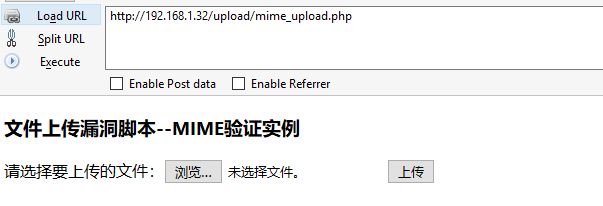 Load URL
http://192.168.1.32/upload/mime_upload.php
Split URL
Execute
Enable Post data Enable Referrer
文件上传漏洞脚本--MIME验证实例
请选择要上传的文件： 浏览... 未选择文件。 上传